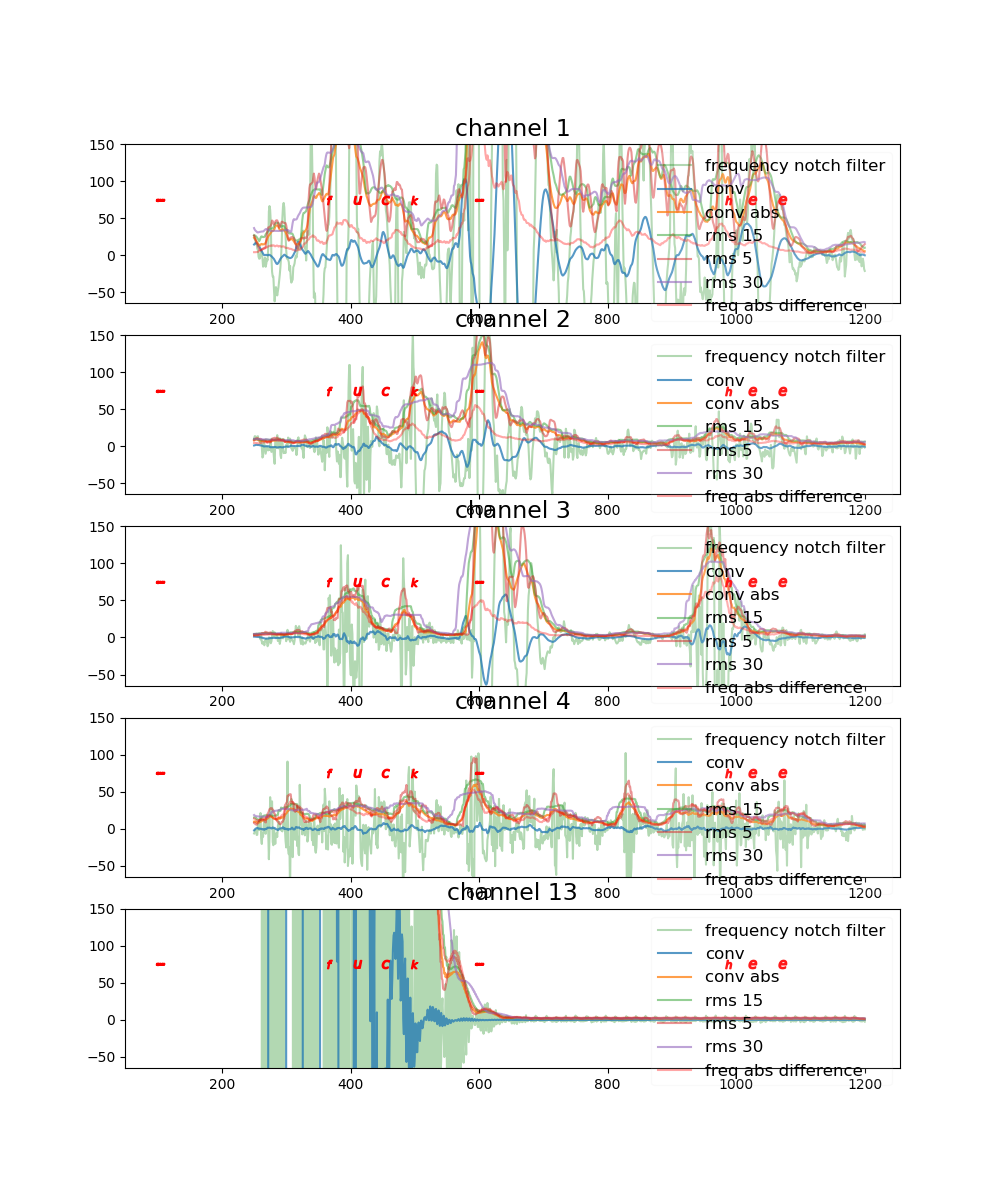 channel 1
150
100
50
0
−50
- f u c k - h e e
frequency notch filter
conv
conv abs
rms 15
rms 5
rms 30
freq abs difference
200 400 600 800 1000 1200
channel 2
150
100
50
0
−50
- f u c k - h e e
frequency notch filter
conv
conv abs
rms 15
rms 5
rms 30
freq abs difference
200 400 600 800 1000 1200
channel 3
150
100
50
0
−50
- f u c k - h e e
frequency notch filter
conv
conv abs
rms 15
rms 5
rms 30
freq abs difference
200 400 600 800 1000 1200
channel 4
150
100
50
0
−50
- f u c k - h e e
frequency notch filter
conv
conv abs
rms 15
rms 5
rms 30
freq abs difference
200 400 600 800 1000 1200
channel 13
150
100
50
0
−50
- f u c k - h e e
frequency notch filter
conv
conv abs
rms 15
rms 5
rms 30
freq abs difference
200 400 600 800 1000 1200